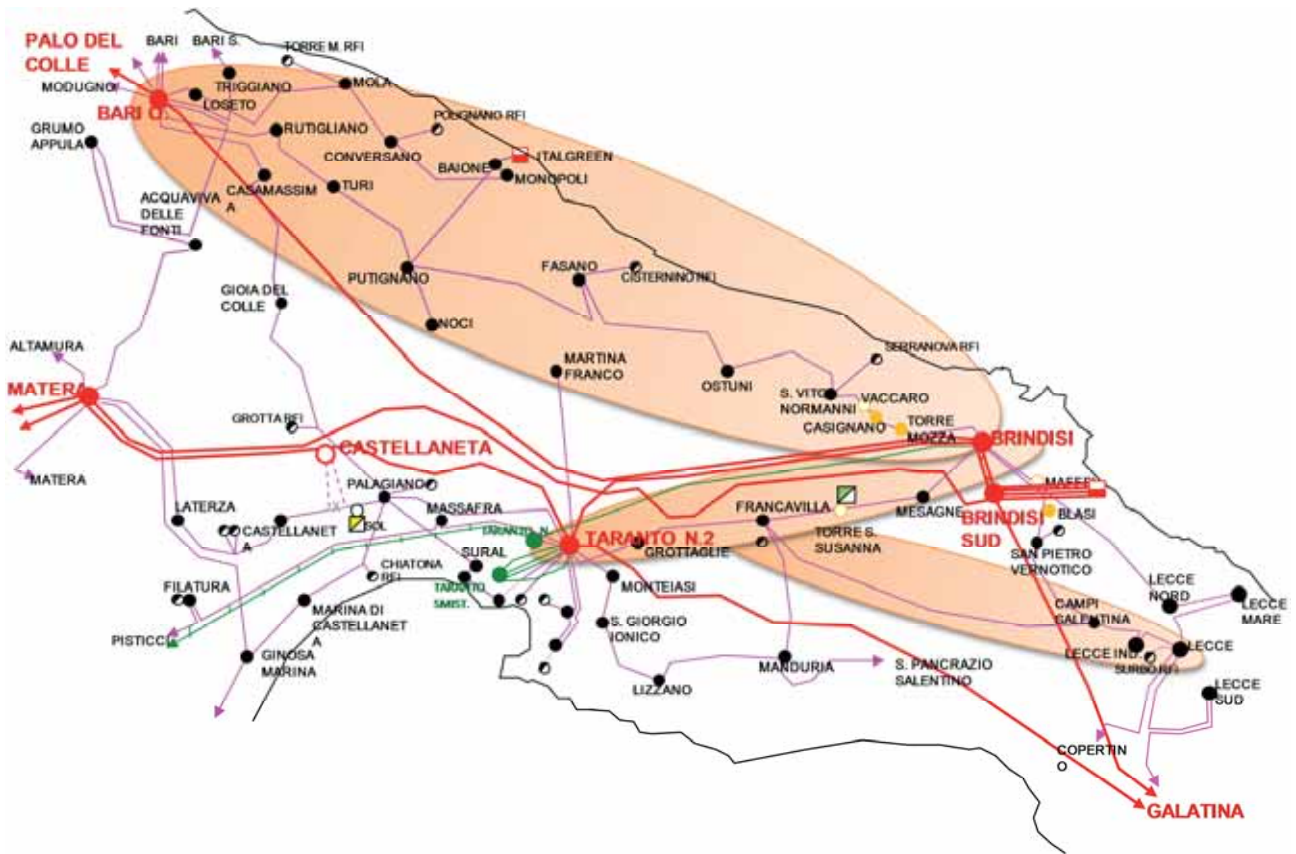 PALO DEL
COLLE
BARI
BARI S.
TORRE M. RFI
MODUGNO
TRIGGIANO
LOSETO
MOLA
BARI O.
GRUMO
APPULA
RUTIGLIANO
POLIGNANO RFI
CONVERSANO
ITALGREEN
BAIONE
MONOPOLI
ACQUAVIVA
DELLE
FONTI
CASAMASSIM
A
TURI
PUTIGNANO
FASANO
CISTERNINO RFI
GIOIA DEL
COLLE
NOCI
ALTAMURA
MARTINA
FRANCO
SERRANOVA RFI
MATERA
OSTUNI
S. VITO
NORMANNI
VACCARO
CASIGNANO
TORRE
MOZZA
GROTTA RFI
CASTELLANETA
BRINDISI
MATERA
PALAGIANO
LATERZA
MASSAFRA
FRANCAVILLA
MESAGNE
BRINDISI
SUD
BLASI
SOL
CASTELLANET
A
TARANTO N.
TARANTO N.2
TORRE S.
SUSANNA
GROTTAGLIE
SURAL
SAN PIETRO
VERNOTICO
CHIATONA
RFI
TARANTO
SMIST.
MONTEIASI
LECCE
NORD
FILATURA
LECCE
MARE
MARINA DI
CASTELLANET
A
S. GIORGIO
IONICO
CAMPI
SALENTINA
PISTICCI
GINOSA
MARINA
LECCE IND.
LECCE
SURBO RFI
MANDURIA
S. PANCRAZIO
SALENTINO
LIZZANO
LECCE
SUD
COPERTIN
GALATINA